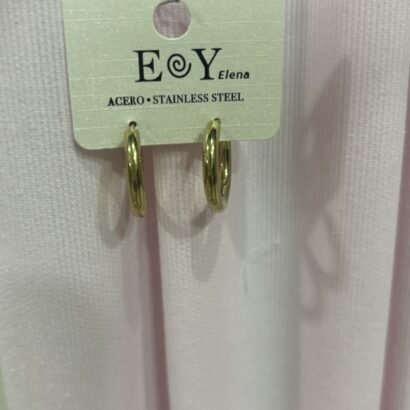 E Y
Elena
ACERO • STAINLESS STEEL